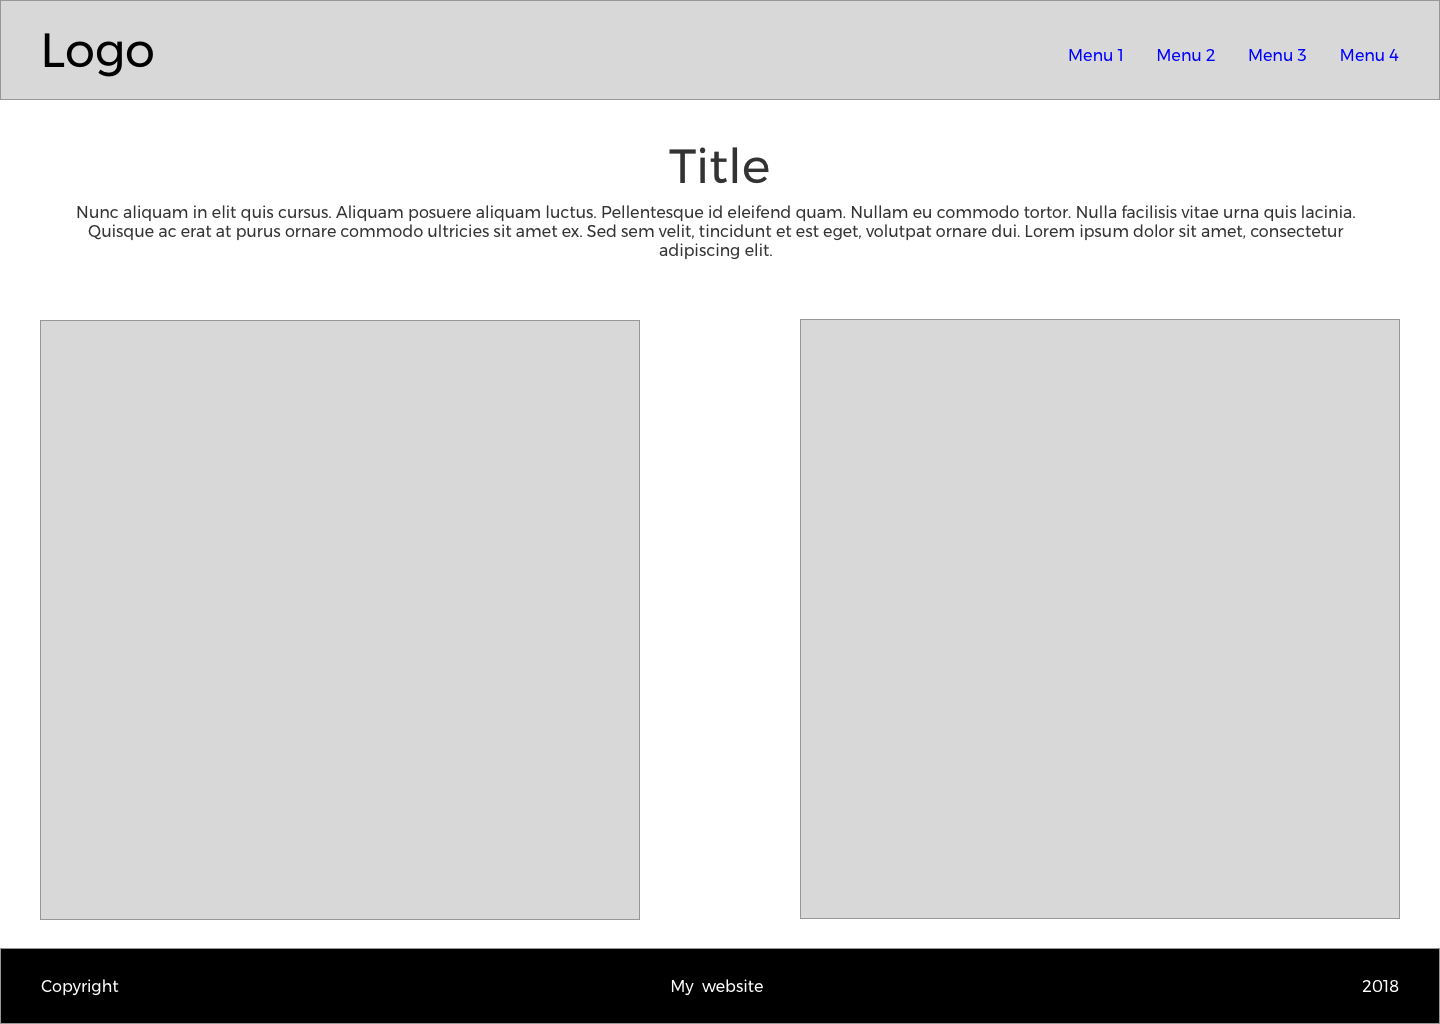 Logo
Menu 1 Menu 2 Menu 3 Menu 4
Title
Nunc aliquam in elit quis cursus. Aliquam posuere aliquam luctus. Pellentesque id eleifend quam. Nullam eu commodo tortor. Nulla facilisis vitae urna quis lacinia.
Quisque ac erat at purus ornare commodo ultricies sit amet ex. Sed sem velit, tincidunt et est eget, volutpat ornare dui. Lorem ipsum dolor sit amet, consectetur
adipiscing elit.
Copyright My website 2018